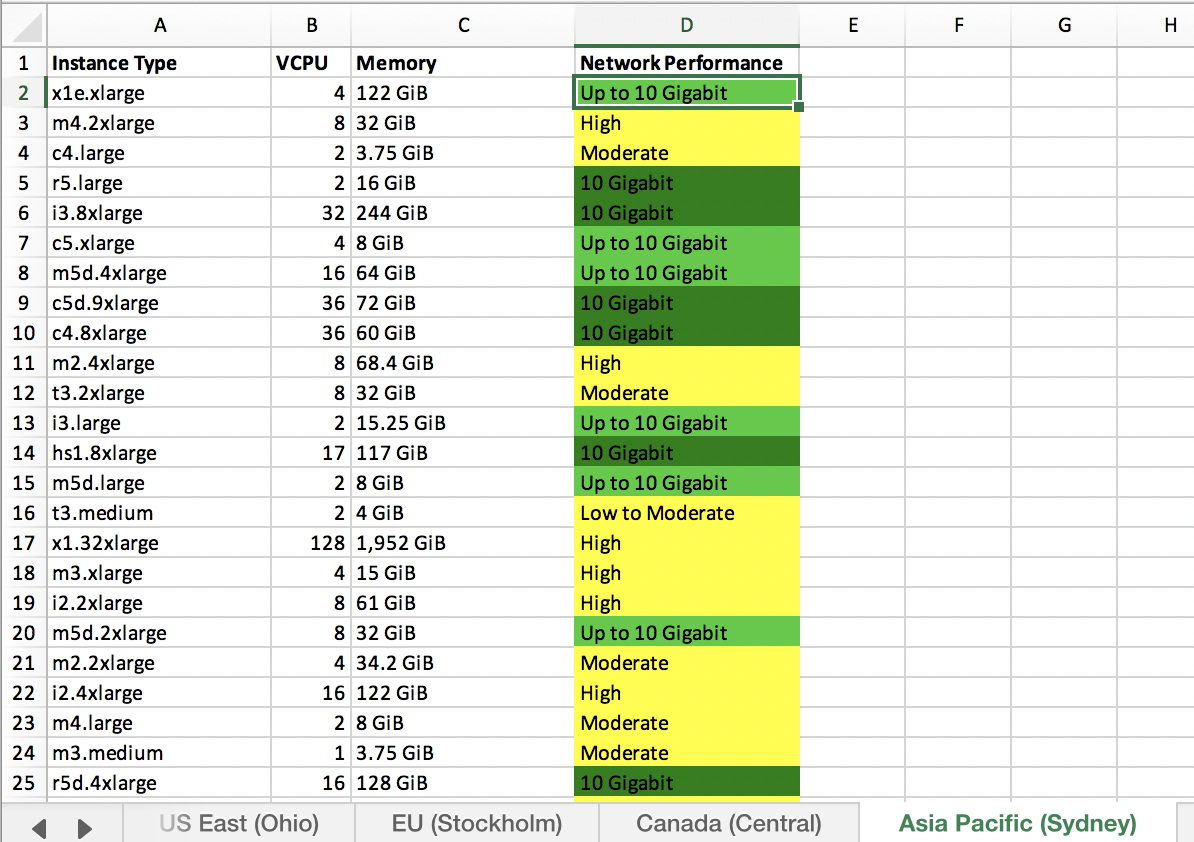 A B C D E F G H
1 Instance Type VCPU Memory Network Performance
2 x1e.xlarge 4 122 GiB Up to 10 Gigabit
3 m4.2xlarge 8 32 GiB High
4 c4.large 2 3.75 GiB Moderate
5 r5.large 2 16 GiB 10 Gigabit
6 i3.8xlarge 32 244 GiB 10 Gigabit
7 c5.xlarge 4 8 GiB Up to 10 Gigabit
8 m5d.4xlarge 16 64 GiB Up to 10 Gigabit
9 c5d.9xlarge 36 72 GiB 10 Gigabit
10 c4.8xlarge 36 60 GiB 10 Gigabit
11 m2.4xlarge 8 68.4 GiB High
12 t3.2xlarge 8 32 GiB Moderate
13 i3.large 2 15.25 GiB Up to 10 Gigabit
14 hs1.8xlarge 17 117 GiB 10 Gigabit
15 m5d.large 2 8 GiB Up to 10 Gigabit
16 t3.medium 2 4 GiB Low to Moderate
17 x1.32xlarge 128 1,952 GiB High
18 m3.xlarge 4 15 GiB High
19 i2.2xlarge 8 61 GiB High
20 m5d.2xlarge 8 32 GiB Up to 10 Gigabit
21 m2.2xlarge 4 34.2 GiB Moderate
22 i2.4xlarge 16 122 GiB High
23 m4.large 2 8 GiB Moderate
24 m3.medium 1 3.75 GiB Moderate
25 r5d.4xlarge 16 128 GiB 10 Gigabit
US East (Ohio) EU (Stockholm) Canada (Central) Asia Pacific (Sydney)